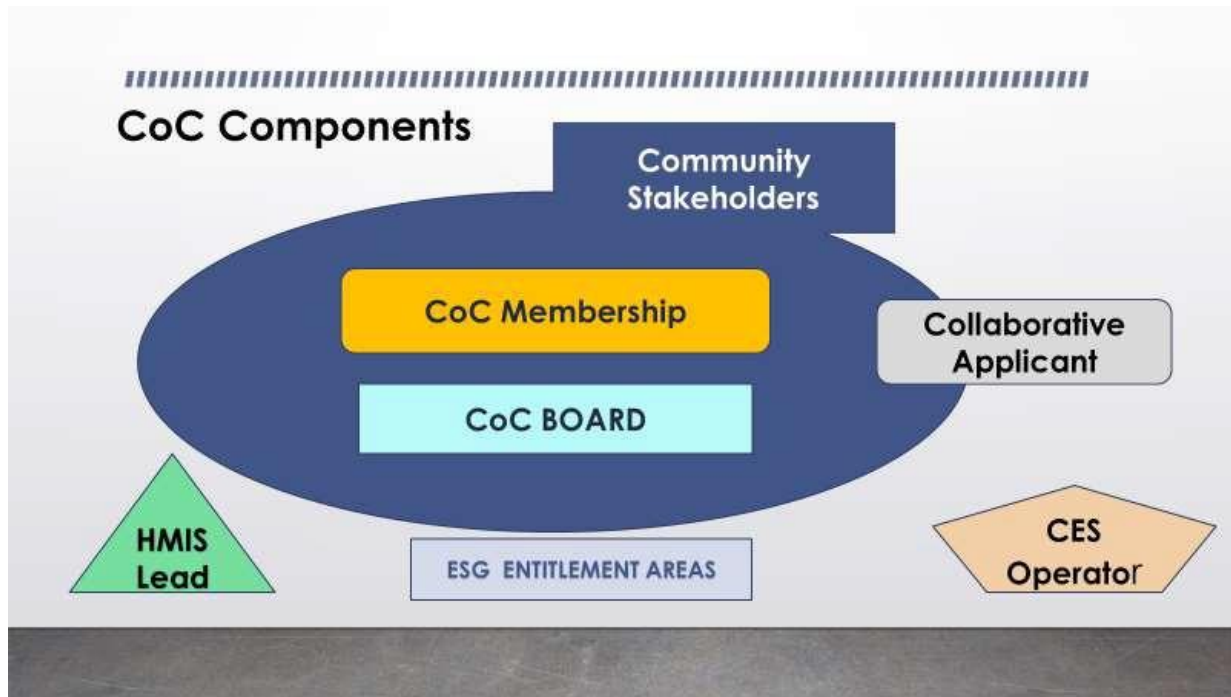 CoC Components
Community
Stakeholders
CoC Membership
Collaborative
Applicant
CoC BOARD
HMIS
Lead
ESG ENTITLEMENT AREAS
CES
Operator